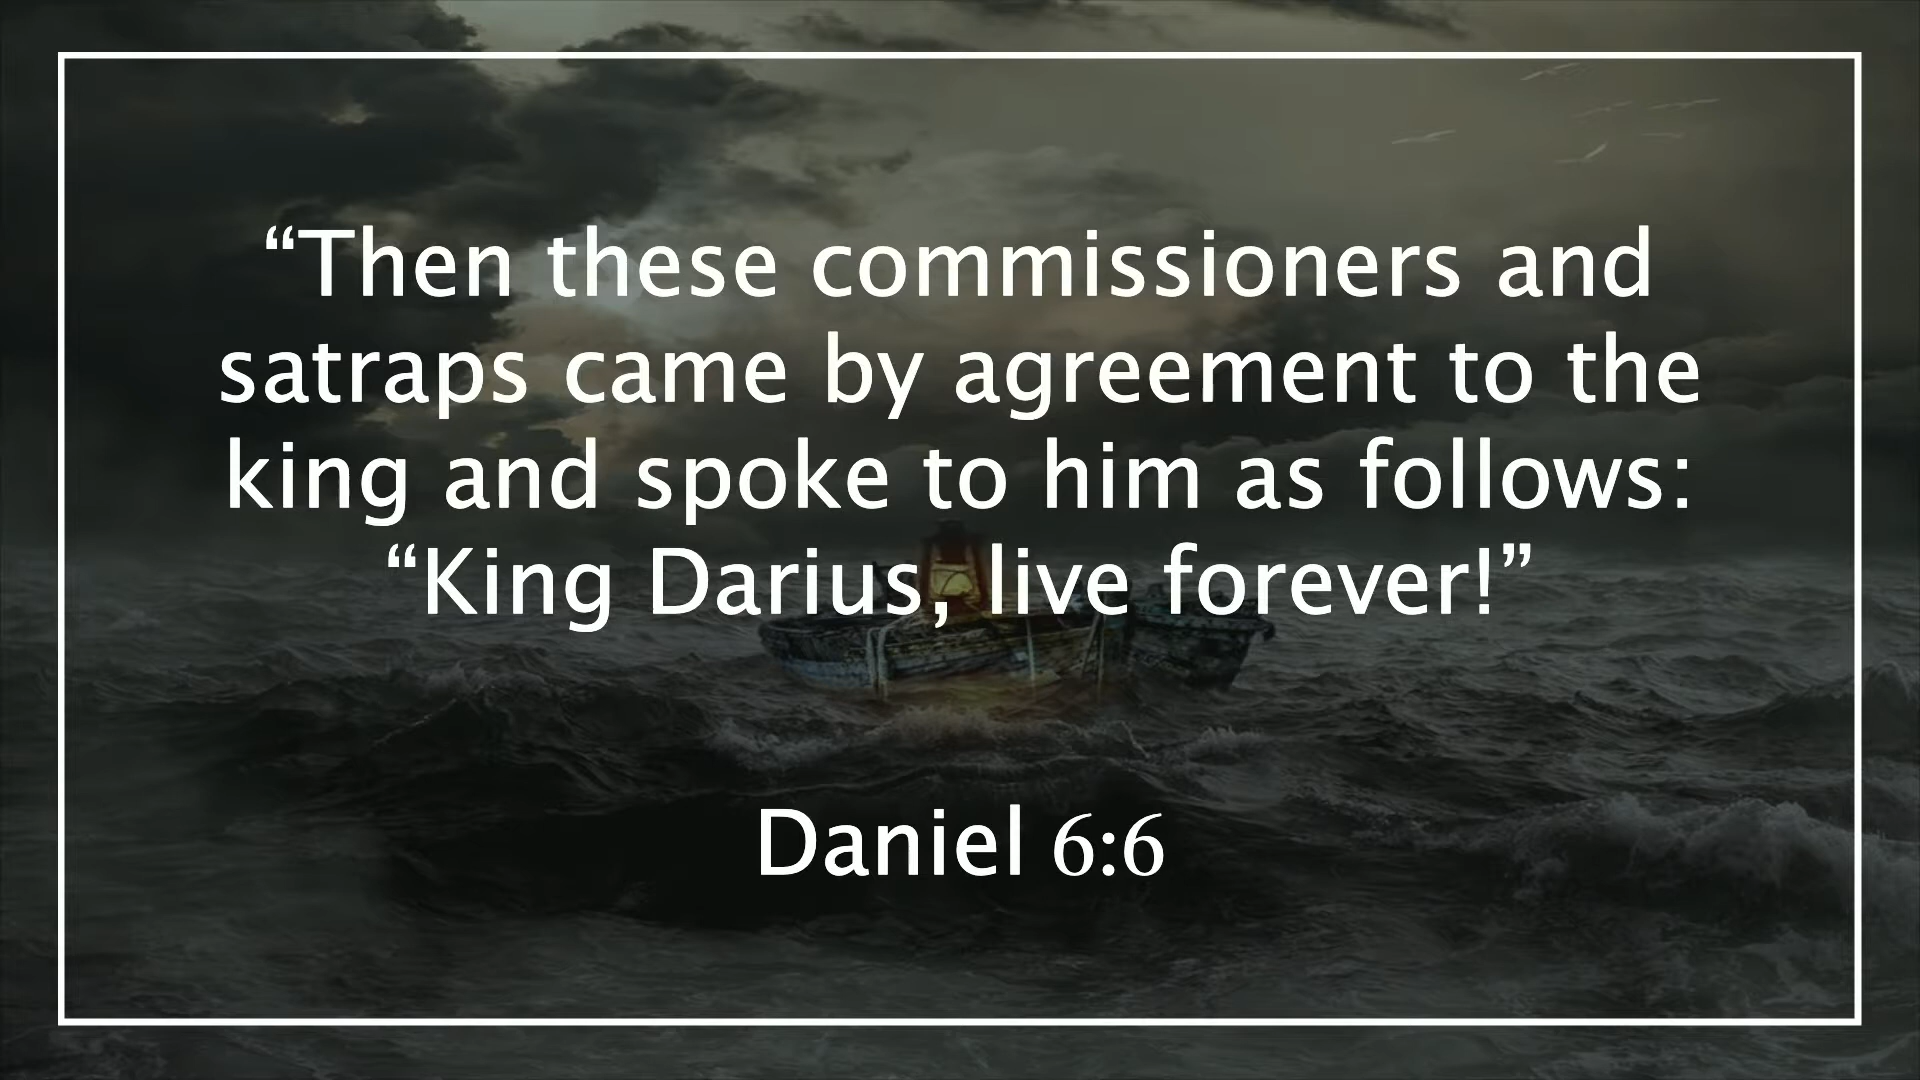 “Then these commissioners and
satraps came by agreement to the
king and spoke to him as follows:
“King Darius, live forever!”
Daniel 6:6